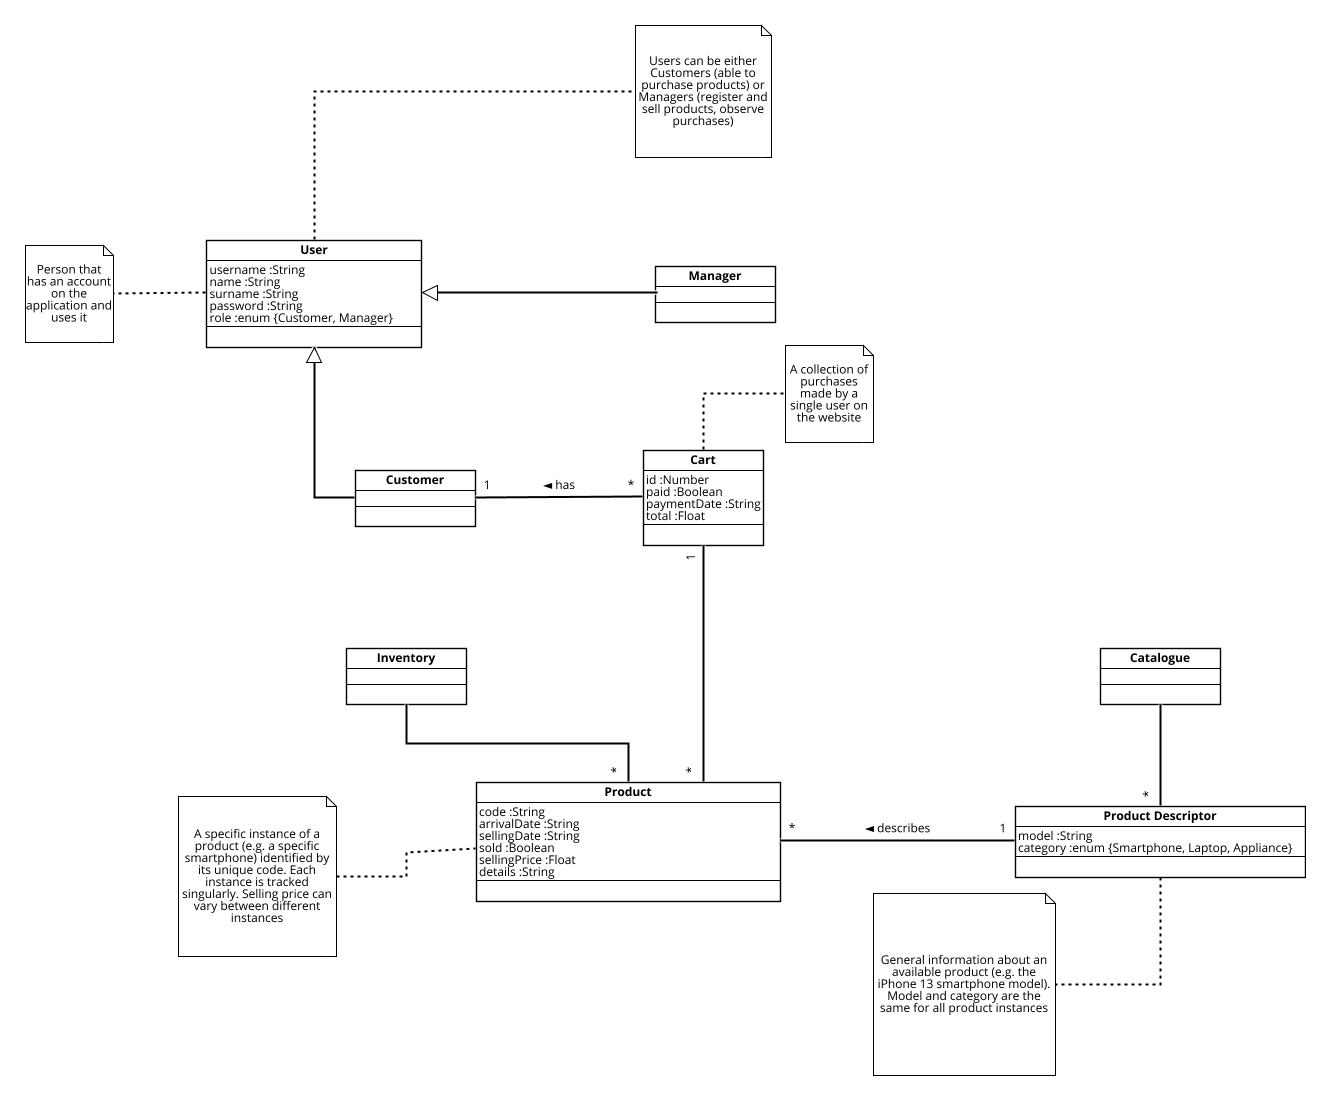 Users can be either
Customers (able to
purchase products) or
Managers (register and
sell products, observe
purchases)
User
username :String
name :String
surname :String
password :String
role :enum {Customer, Manager}
Person that
has an account
on the
application and
uses it
Manager
A collection of
purchases
made by a
single user on
the website
Customer
1
◄ has
*
Cart
id :Number
paid :Boolean
paymentDate :String
total :Float
1
Inventory
Catalogue
*
*
*
Product
code :String
arrivalDate :String
sellingDate :String
sold :Boolean
sellingPrice :Float
details :String
*
◄ describes
1
Product Descriptor
model :String
category :enum {Smartphone, Laptop, Appliance}
A specific instance of a
product (e.g. a specific
smartphone) identified by
its unique code. Each
instance is tracked
singularly. Selling price can
vary between different
instances
General information about an
available product (e.g. the
iPhone 13 smartphone model).
Model and category are the
same for all product instances